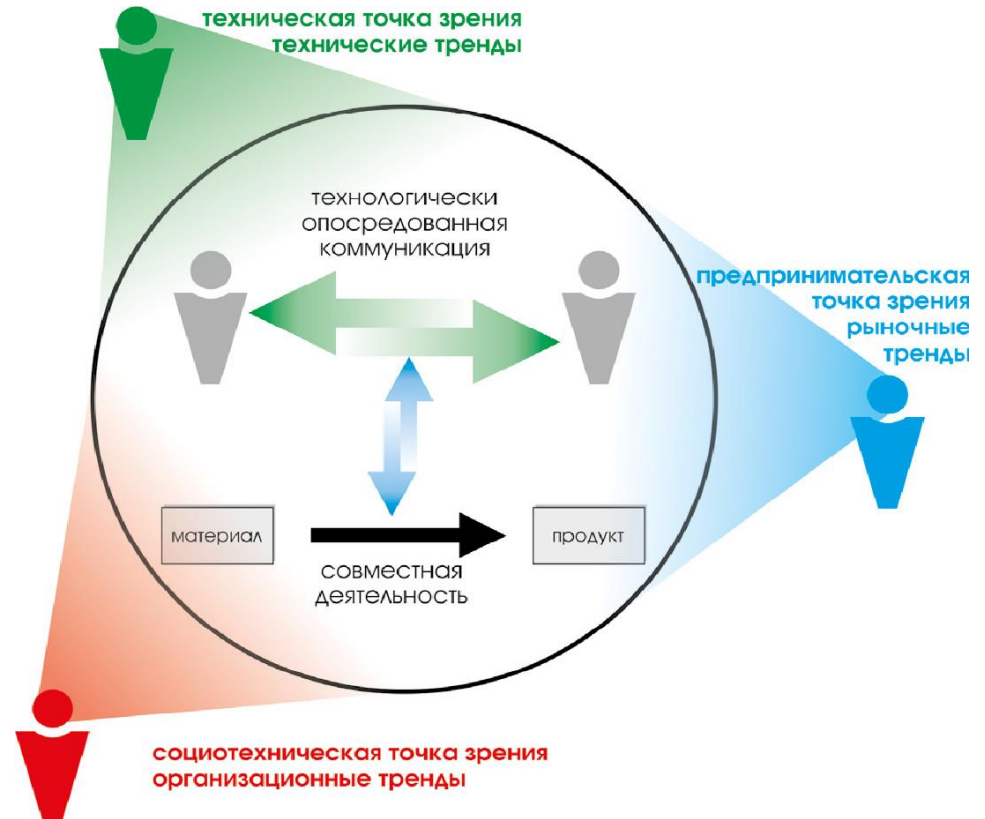 техническая точка зрения
технические тренды
технологически
опосредованная
коммуникация
предпринимательская
точка зрения
рыночные
тренды
материал
продукт
совместная
деятельность
социотехническая точка зрения
организационные тренды